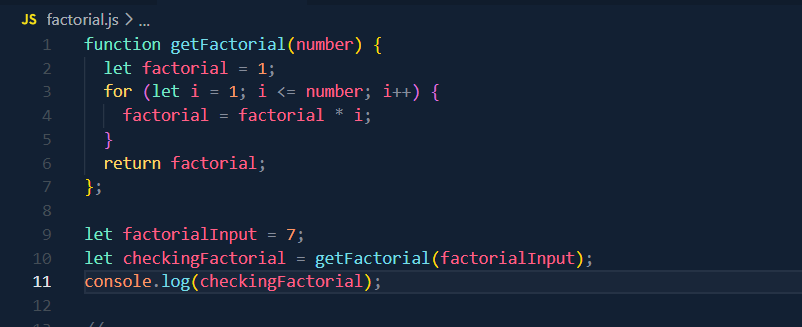 JS factorial.js > ...
1 function getFactorial(number) {
2 let factorial = 1;
3 for (let i = 1; i <= number; i++) {
4 factorial = factorial * i;
5 }
6 return factorial;
7 };
8
9 let factorialInput = 7;
10 let checkingFactorial = getFactorial(factorialInput);
11 console.log(checkingFactorial);
12